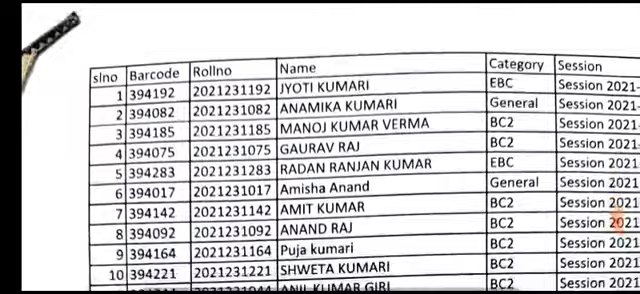 slno Barcode Rollno Name Category Session
1 394192 2021231192 JYOTI KUMARI EBC Session 2021-
2 394082 2021231082 ANAMIKA KUMARI General Session 2021-
3 394185 2021231185 MANOJ KUMAR VERMA BC2 Session 2021-
4 394075 2021231075 GAURAV RAJ BC2 Session 2021-
5 394283 2021231283 RADAN RANJAN KUMAR EBC Session 2021-
6 394017 2021231017 Amisha Anand General Session 2021
7 394142 2021231142 AMIT KUMAR BC2 Session 2021
8 394092 2021231092 ANAND RAJ BC2 Session 2021
9 394164 2021231164 Puja kumari BC2 Session 2021
10 394221 2021231221 SHWETA KUMARI BC2 Session 2021
ANIL KUMAR GIRI BC2 Session 2021